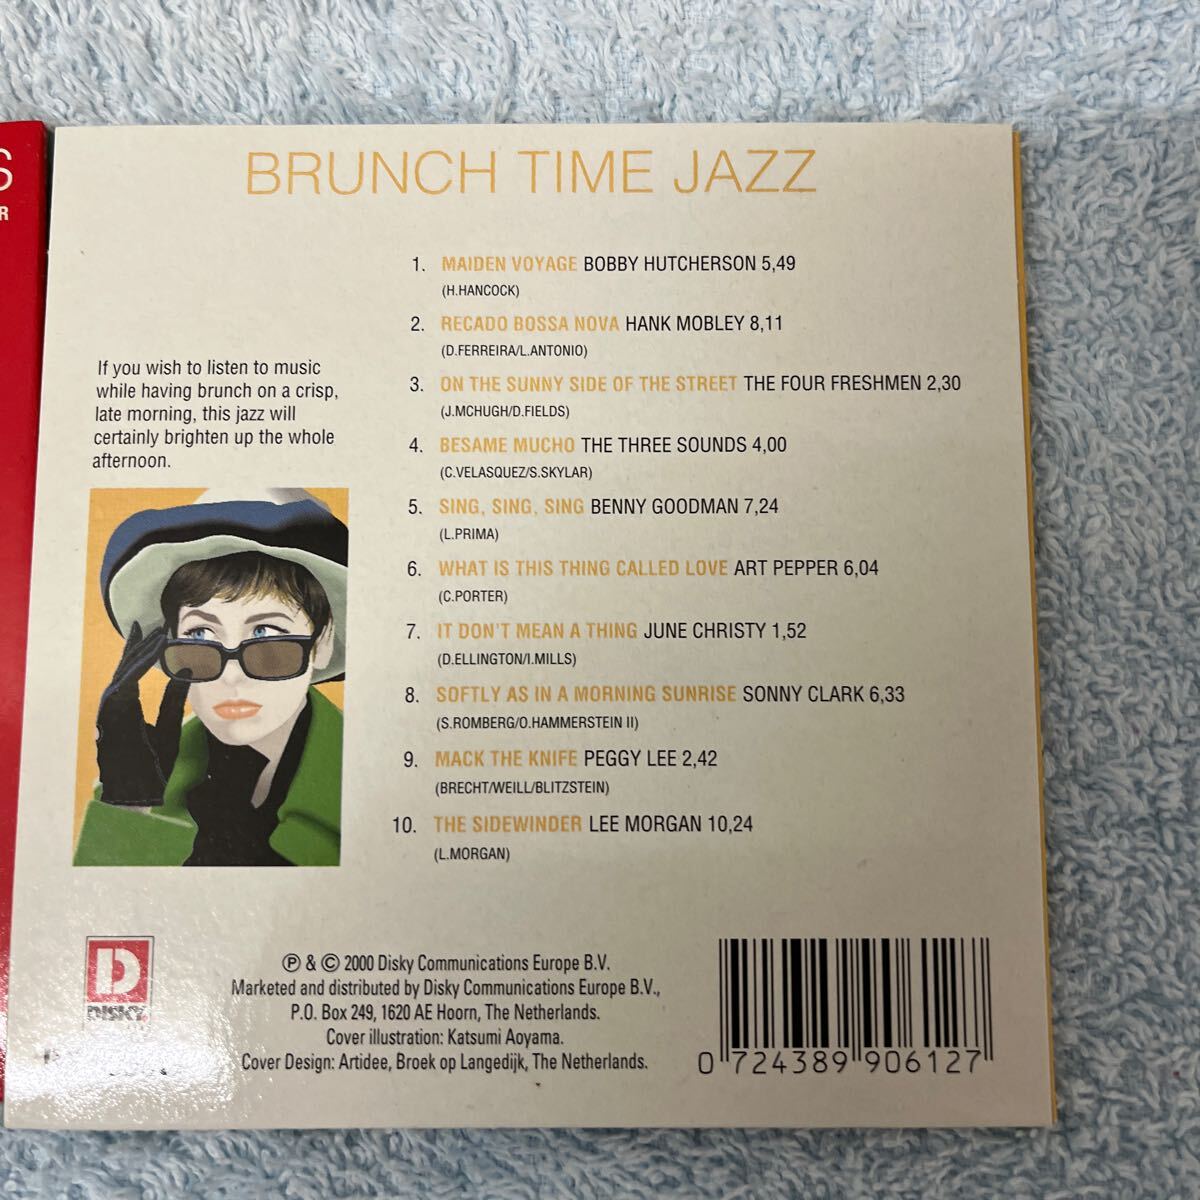 S
R
BRUNCH TIME JAZZ
If you wish to listen to music
while having brunch on a crisp,
late morning, this jazz will
certainly brighten up the whole
afternoon.
1. MAIDEN VOYAGE BOBBY HUTCHERSON 5,49
(H.HANCOCK)
2. RECADO BOSSA NOVA HANK MOBLEY 8,11
(D.FERREIRA/L.ANTONIO)
3. ON THE SUNNY SIDE OF THE STREET THE FOUR FRESHMEN 2,30
(J.MCHUGH/D.FIELDS)
4. BESAME MUCHO THE THREE SOUNDS 4,00
(C.VELASQUEZ/S.SKYLAR)
5. SING, SING, SING BENNY GOODMAN 7,24
(L.PRIMA)
6. WHAT IS THIS THING CALLED LOVE ART PEPPER 6,04
(C.PORTER)
7. IT DON'T MEAN A THING JUNE CHRISTY 1,52
(D.ELLINGTON/I.MILLS)
8. SOFTLY AS IN A MORNING SUNRISE SONNY CLARK 6,33
(S.ROMBERG/O.HAMMERSTEIN II)
9. MACK THE KNIFE PEGGY LEE 2,42
(BRECHT/WEILL/BLITZSTEIN)
10. THE SIDEWINDER LEE MORGAN 10,24
(L.MORGAN)
D
DISKY
℗ & © 2000 Disky Communications Europe B.V.
Marketed and distributed by Disky Communications Europe B.V.,
P.O. Box 249, 1620 AE Hoorn, The Netherlands.
Cover illustration: Katsumi Aoyama.
Cover Design: Artidee, Broek op Langedijk, The Netherlands.
0 724389 906127